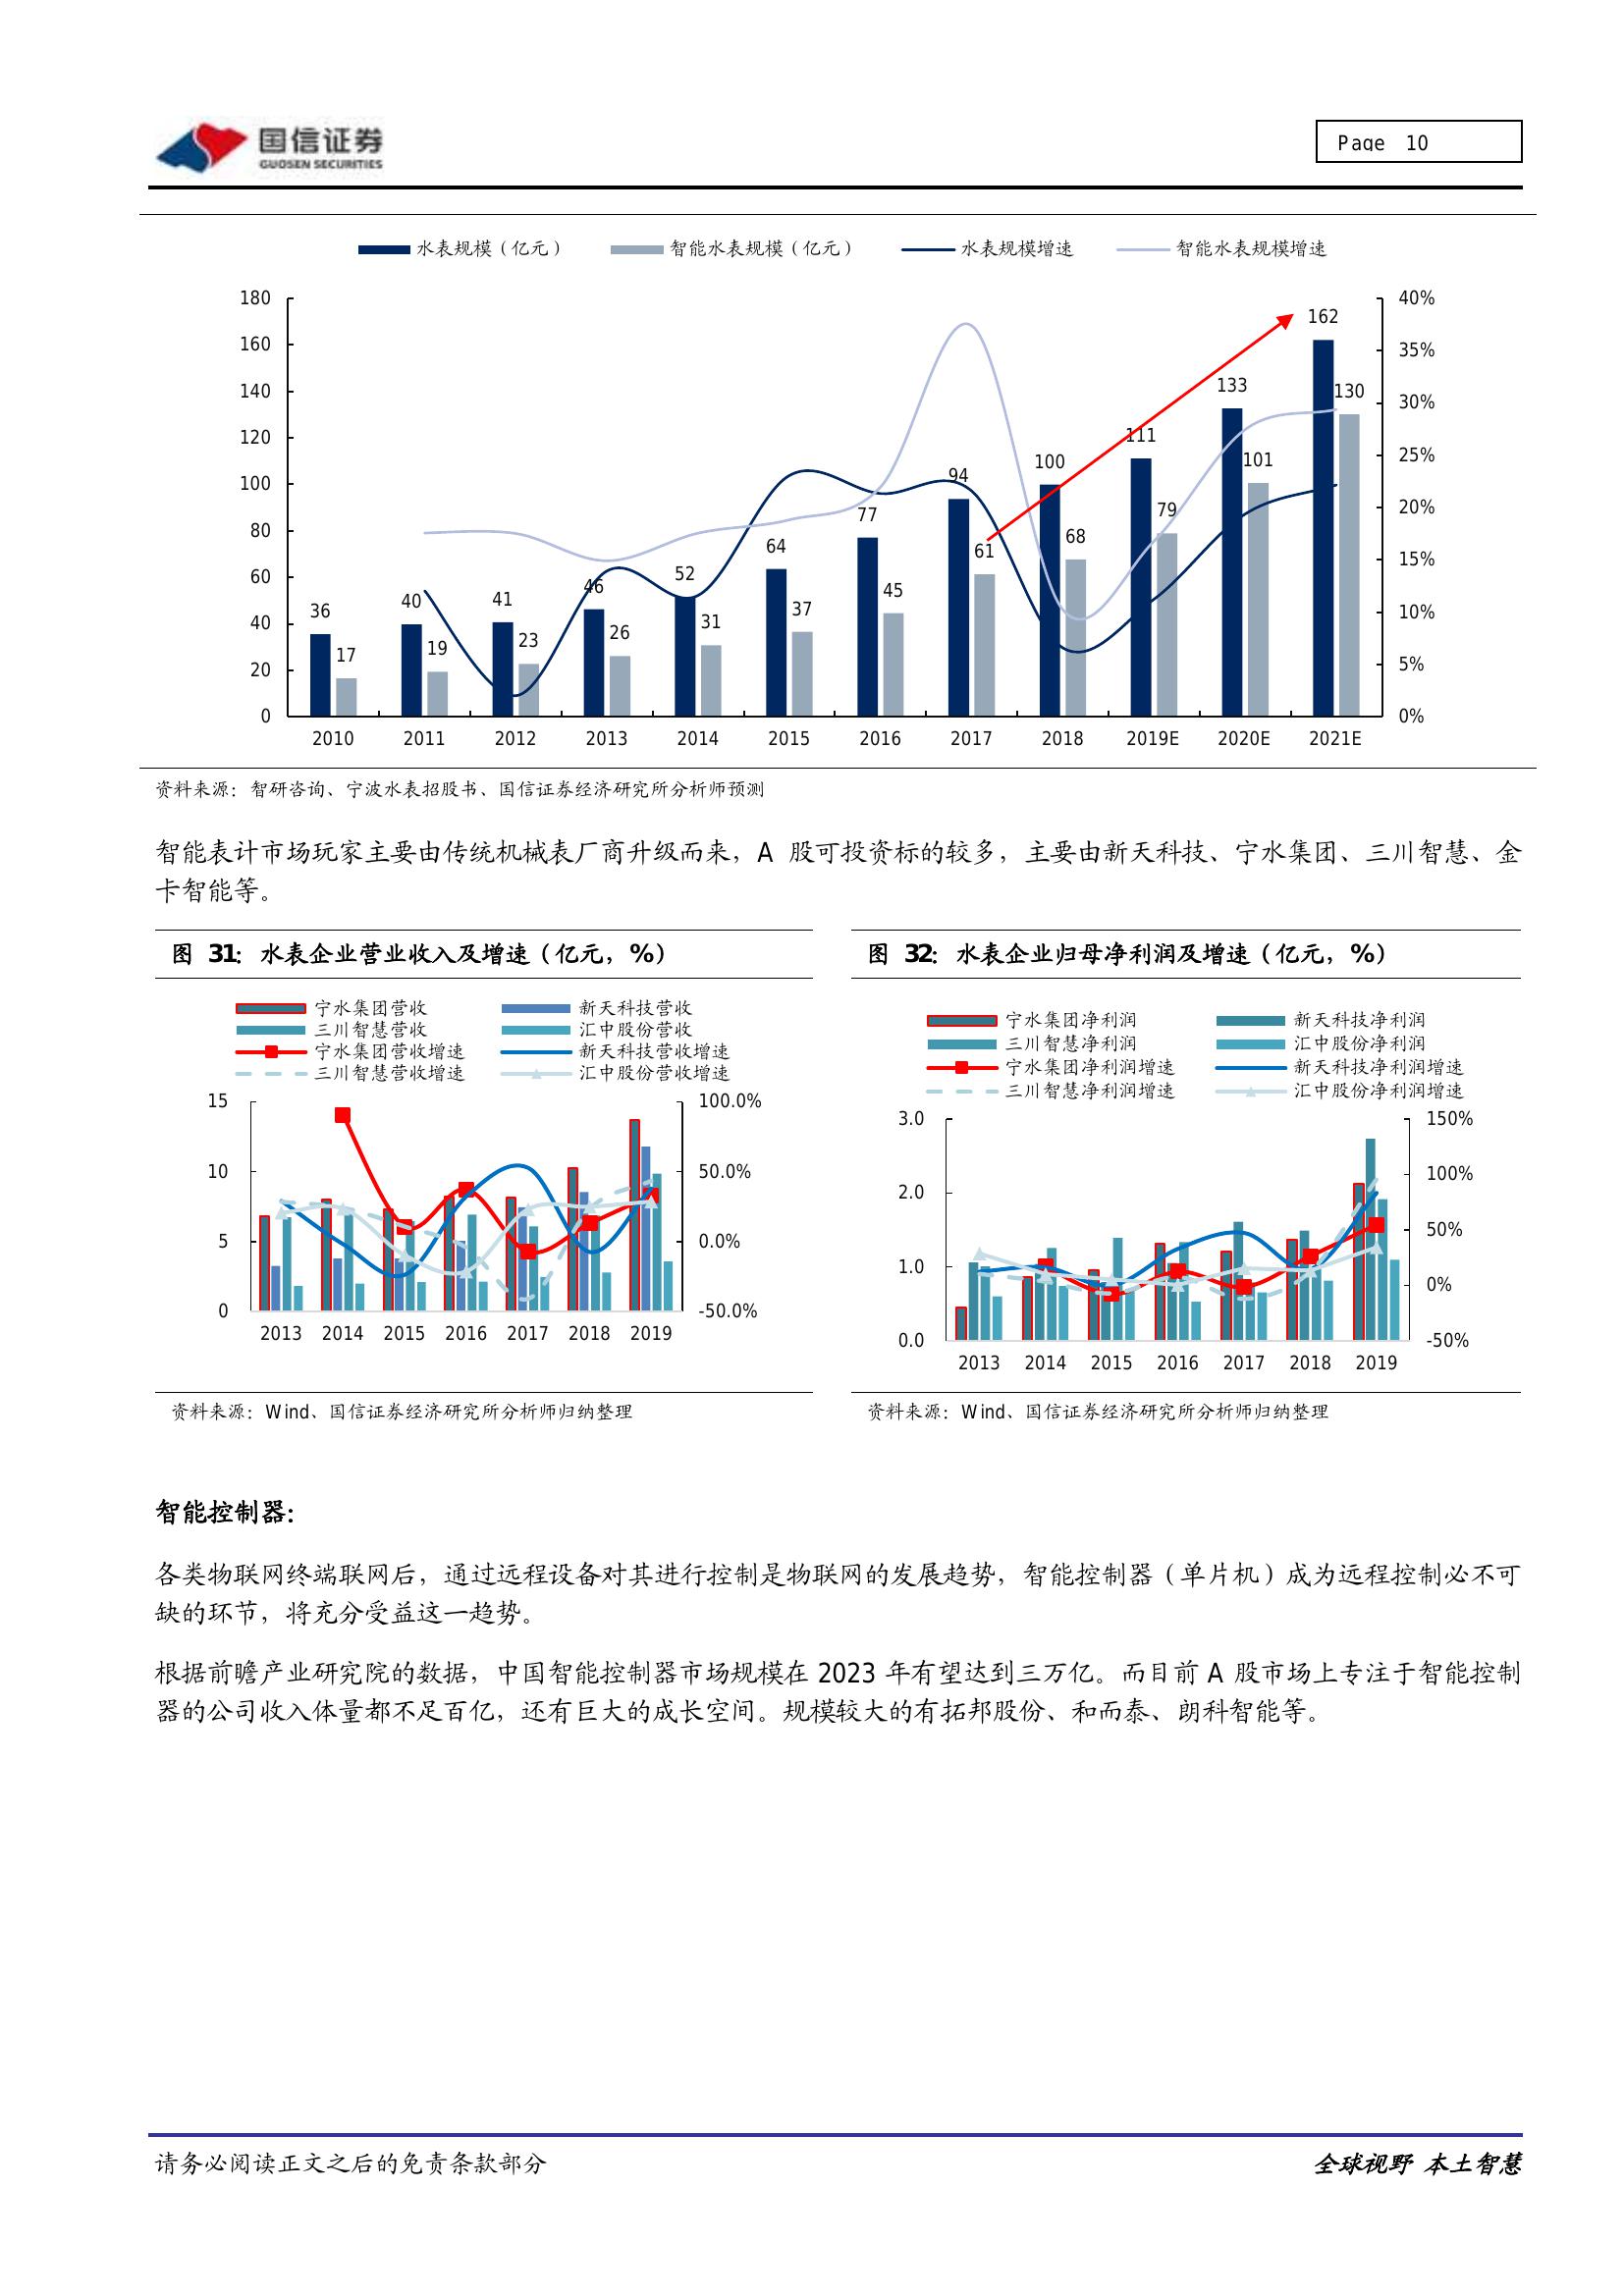 国信证券
GUOSEN SECURITIES
Page 10
水表规模（亿元） 智能水表规模（亿元） 水表规模增速 智能水表规模增速
180
160
140
120
100
80
60
40
20
0
40%
35%
30%
25%
20%
15%
10%
5%
0%
36 40 41 46 52 64 77 94 100 111 133 162
17 19 23 26 31 37 45 61 68 79 101 130
2010 2011 2012 2013 2014 2015 2016 2017 2018 2019E 2020E 2021E
资料来源：智研咨询、宁波水表招股书、国信证券经济研究所分析师预测
智能表计市场玩家主要由传统机械表厂商升级而来，A 股可投资标的较多，主要由新天科技、宁水集团、三川智慧、金
卡智能等。
图 31：水表企业营业收入及增速（亿元，%）
宁水集团营收 新天科技营收
三川智慧营收 汇中股份营收
宁水集团营收增速 新天科技营收增速
三川智慧营收增速 汇中股份营收增速
15
10
5
0
100.0%
50.0%
0.0%
-50.0%
2013 2014 2015 2016 2017 2018 2019
资料来源：Wind、国信证券经济研究所分析师归纳整理
图 32：水表企业归母净利润及增速（亿元，%）
宁水集团净利润 新天科技净利润
三川智慧净利润 汇中股份净利润
宁水集团净利润增速 新天科技净利润增速
三川智慧净利润增速 汇中股份净利润增速
3.0
2.0
1.0
0.0
150%
100%
50%
0%
-50%
2013 2014 2015 2016 2017 2018 2019
资料来源：Wind、国信证券经济研究所分析师归纳整理
智能控制器：
各类物联网终端联网后，通过远程设备对其进行控制是物联网的发展趋势，智能控制器（单片机）成为远程控制必不可
缺的环节，将充分受益这一趋势。
根据前瞻产业研究院的数据，中国智能控制器市场规模在 2023 年有望达到三万亿。而目前 A 股市场上专注于智能控制
器的公司收入体量都不足百亿，还有巨大的成长空间。规模较大的有拓邦股份、和而泰、朗科智能等。
请务必阅读正文之后的免责条款部分
全球视野 本土智慧